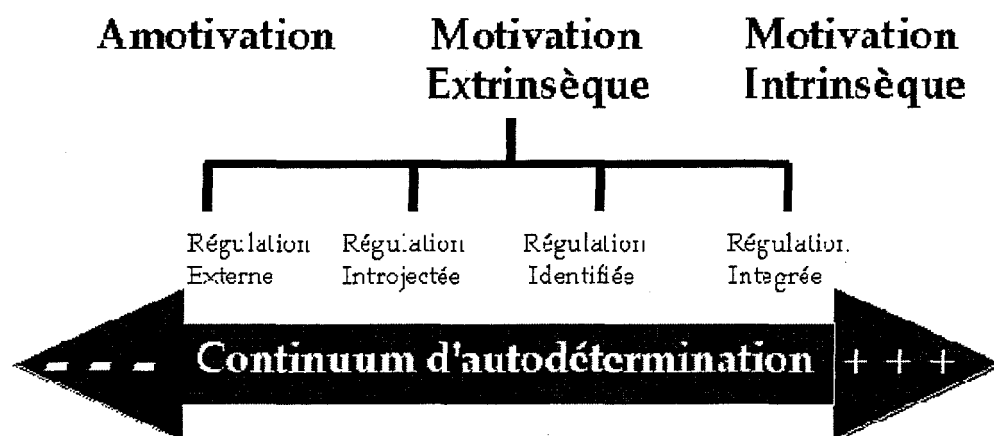 Amotivation
Motivation
Extrinsèque
Motivation
Intrinsèque
Régulation
Externe
Régulation
Introjectée
Régulation
Identifiée
Régulation
Integrée
- - - Continuum d'autodétermination + + +